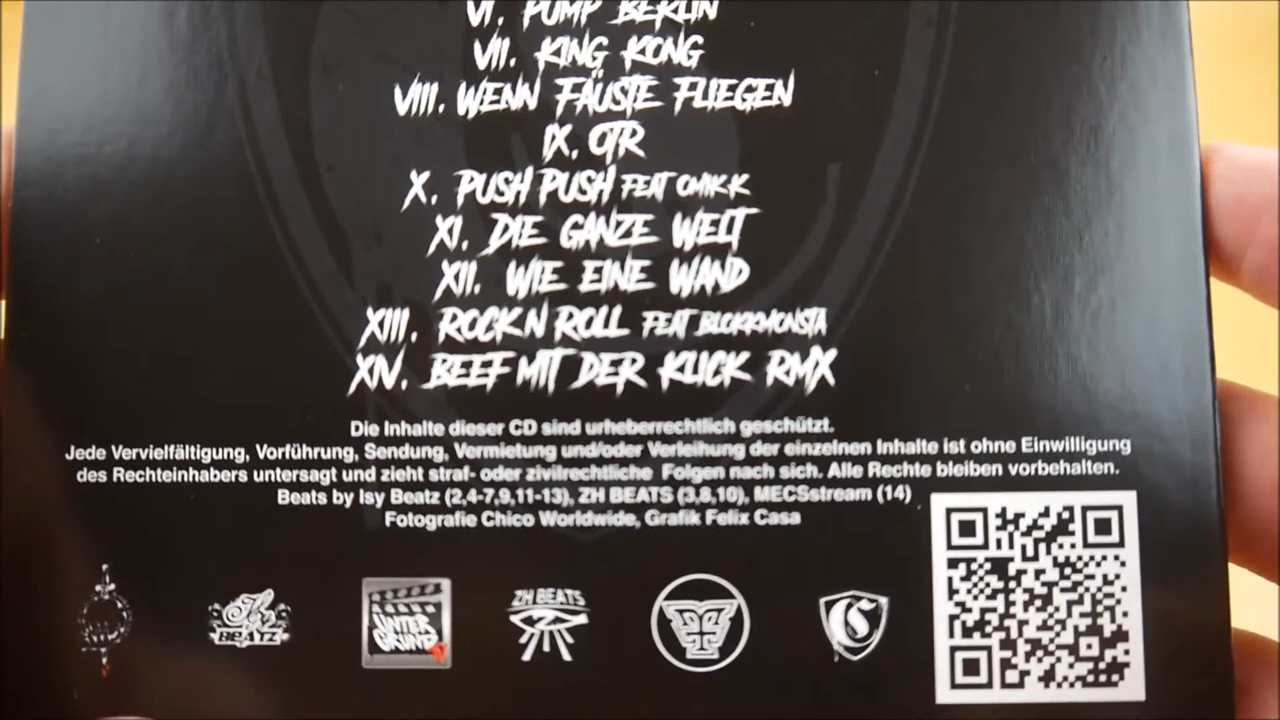 VI. PUMP BERLIN
VII. KING KONG
VIII. WENN FÄUSTE FLIEGEN
IX. OTR
X. PUSH PUSH FEAT OMIK K
XI. DIE GANZE WELT
XII. WIE EINE WAND
XIII. ROCK N ROLL FEAT BLOKKMONSTA
XIV. BEEF MIT DER KLICK RMX
Die Inhalte dieser CD sind urheberrechtlich geschützt.
Jede Vervielfältigung, Vorführung, Sendung, Vermietung und/oder Verleihung der einzelnen Inhalte ist ohne Einwilligung
des Rechteinhabers untersagt und zieht straf- oder zivilrechtliche Folgen nach sich. Alle Rechte bleiben vorbehalten.
Beats by Isy Beatz (2,4-7,9,11-13), ZH BEATS (3,8,10), MECSstream (14)
Fotografie Chico Worldwide, Grafik Felix Casa
Isy BEATZ
UNTERGRUND
ZH BEATS
C